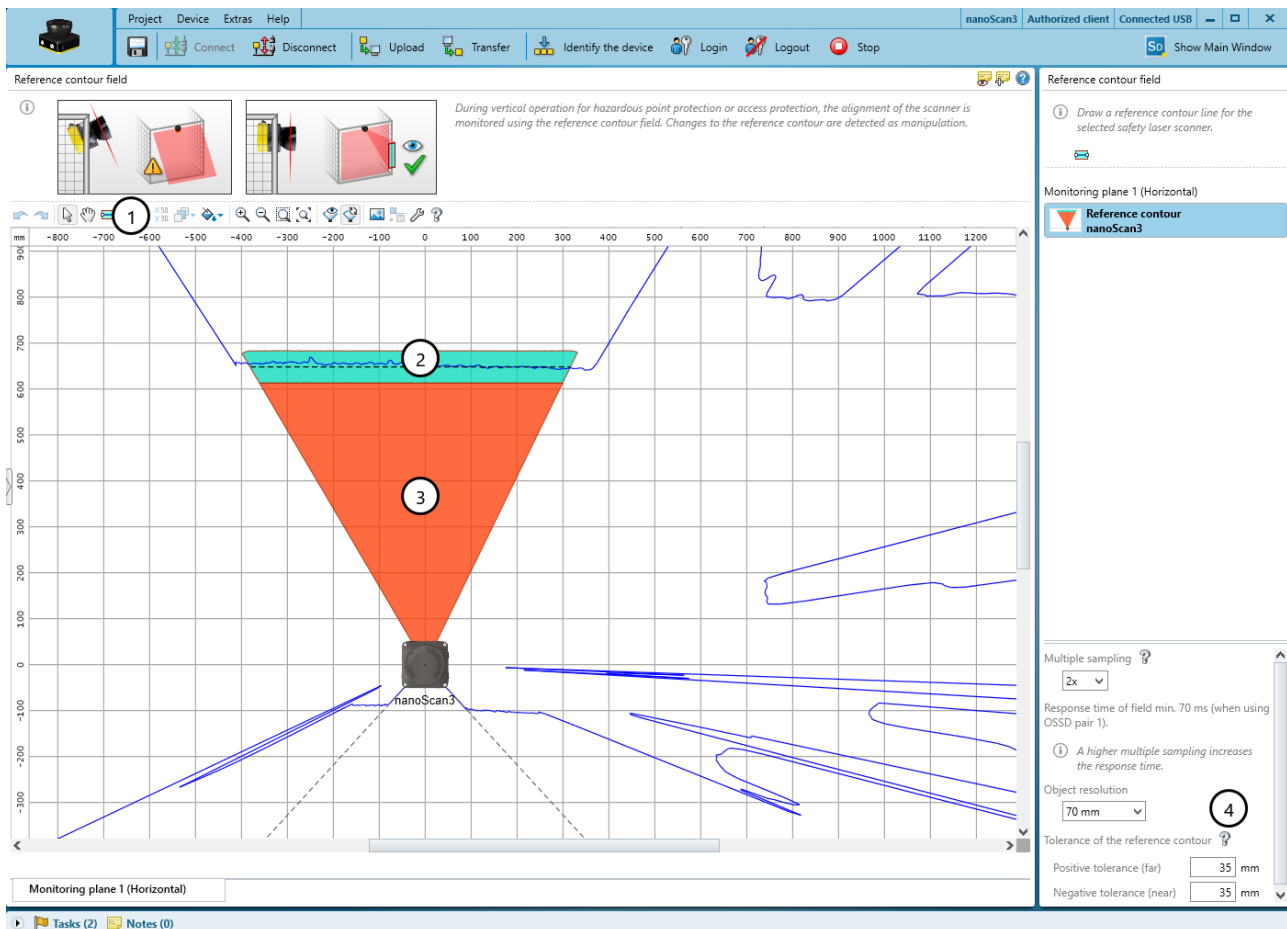 Project Device Extras Help
nanoScan3 Authorized client Connected USB
Connect Disconnect Upload Transfer Identify the device Login Logout Stop SD Show Main Window
Reference contour field
During vertical operation for hazardous point protection or access protection, the alignment of the scanner is
monitored using the reference contour field. Changes to the reference contour are detected as manipulation.
1
mm -800 -700 -600 -500 -400 -300 -200 -100 0 100 200 300 400 500 600 700 800 900 1000 1100 1200
800
700
600
500
400
300
200
100
0
-100
-200
-300
2
3
nanoScan3
Monitoring plane 1 (Horizontal)
Reference contour field
Draw a reference contour line for the
selected safety laser scanner.
Monitoring plane 1 (Horizontal)
Reference contour
nanoScan3
Multiple sampling
2x
Response time of field min. 70 ms (when using
OSSD pair 1).
A higher multiple sampling increases
the response time.
Object resolution
70 mm
4
Tolerance of the reference contour
Positive tolerance (far) 35 mm
Negative tolerance (near) 35 mm
Tasks (2) Notes (0)